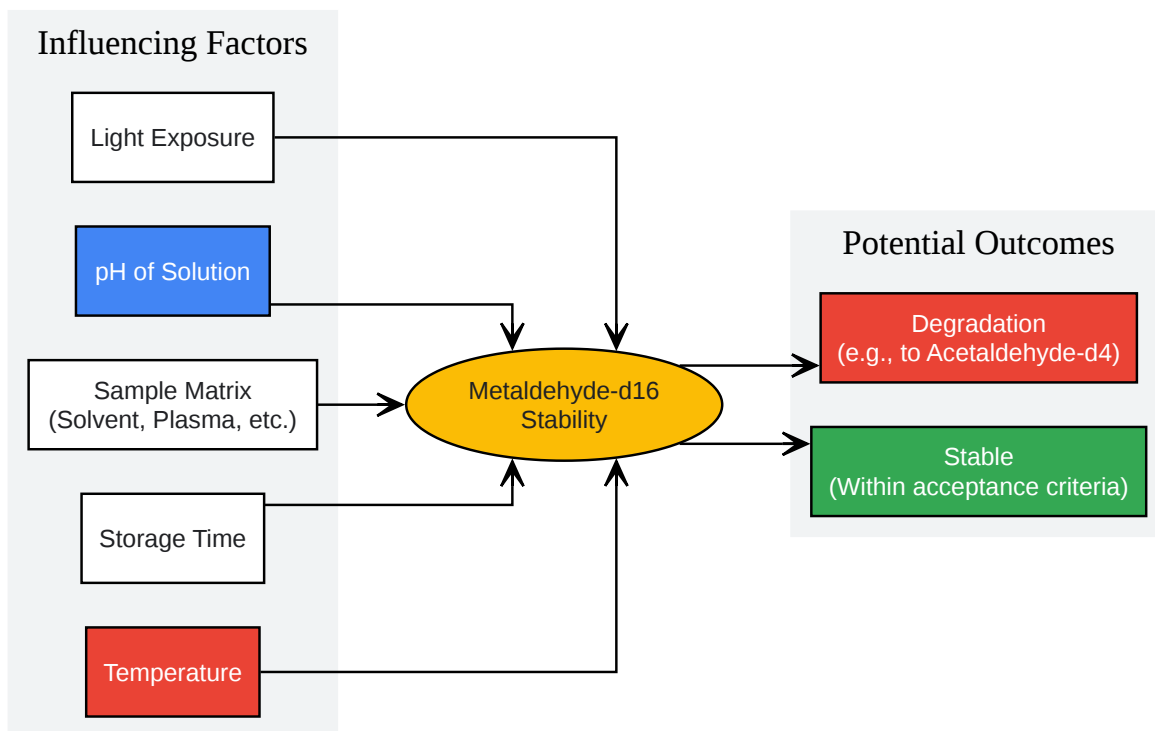 Influencing Factors
Light Exposure
pH of Solution
Sample Matrix
(Solvent, Plasma, etc.)
Storage Time
Temperature
Metaldehyde-d16
Stability
Potential Outcomes
Degradation
(e.g., to Acetaldehyde-d4)
Stable
(Within acceptance criteria)